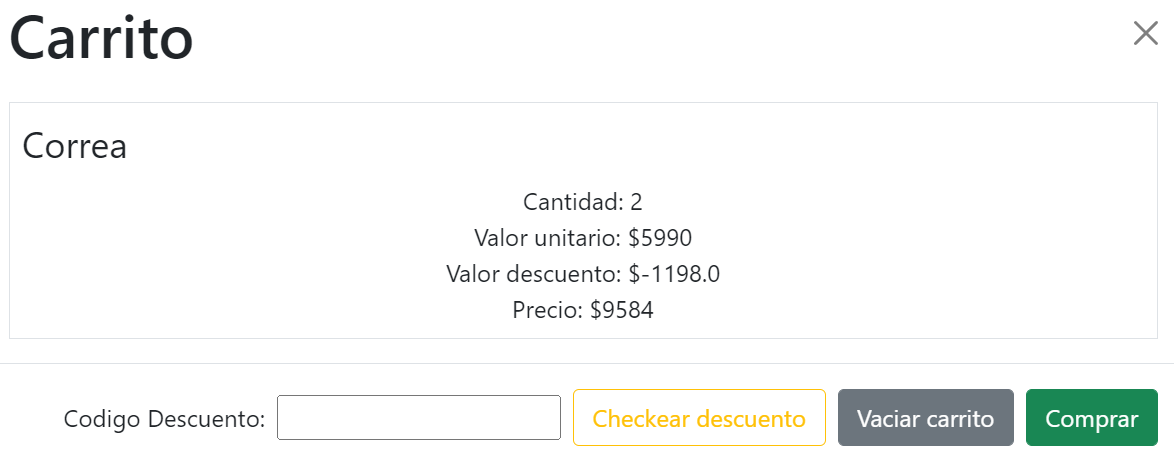 Carrito
Correa
Cantidad: 2
Valor unitario: $5990
Valor descuento: $-1198.0
Precio: $9584
Codigo Descuento: Checkear descuento Vaciar carrito Comprar